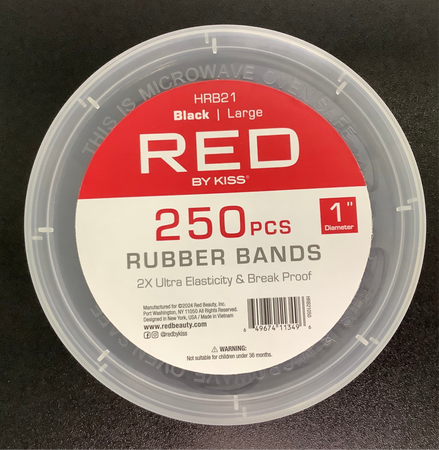 THIS IS MICROWAVE OVEN SAFE
HRB21
Black | Large
RED
BY KISS®
250PCS
1"
Diameter
RUBBER BANDS
2X Ultra Elasticity & Break Proof
Manufactured for ©2024 Red Beauty, Inc.
Port Washington, NY 11050 All Rights Reserved.
Designed in New York, USA / Made in Vietnam
www.redbeauty.com
@redbykiss
6 49674 11349 6
⚠ WARNING:
Not suitable for children under 36 months.